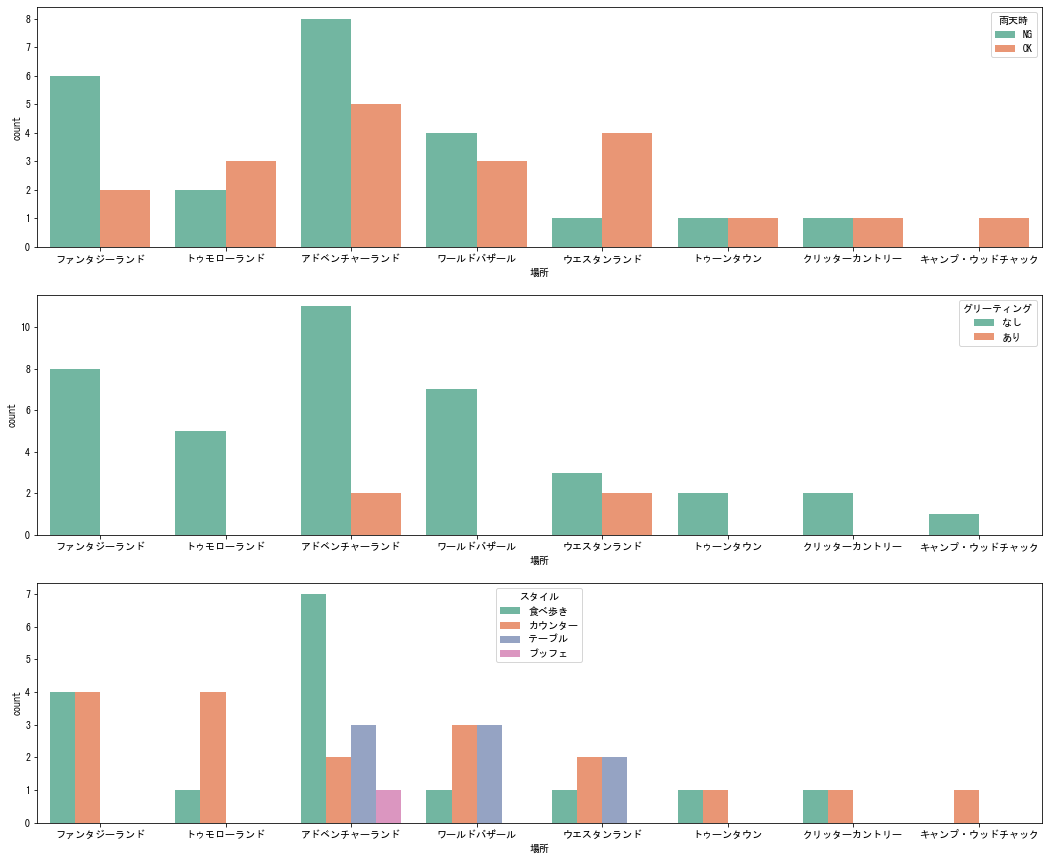 雨天時
NG
OK
8
7
6
5
4
3
2
1
0
count
ファンタジーランド トゥモローランド アドベンチャーランド ワールドバザール ウエスタンランド トゥーンタウン クリッターカントリー キャンプ・ウッドチャック
場所
グリーティング
なし
あり
10
8
6
4
2
0
count
ファンタジーランド トゥモローランド アドベンチャーランド ワールドバザール ウエスタンランド トゥーンタウン クリッターカントリー キャンプ・ウッドチャック
場所
スタイル
食べ歩き
カウンター
テーブル
ブッフェ
7
6
5
4
3
2
1
0
count
ファンタジーランド トゥモローランド アドベンチャーランド ワールドバザール ウエスタンランド トゥーンタウン クリッターカントリー キャンプ・ウッドチャック
場所